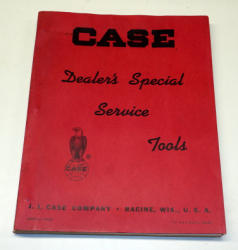 CASE
Dealer's Special
Service
Tools
CASE
J. I. CASE COMPANY • RACINE, WIS., U. S. A.